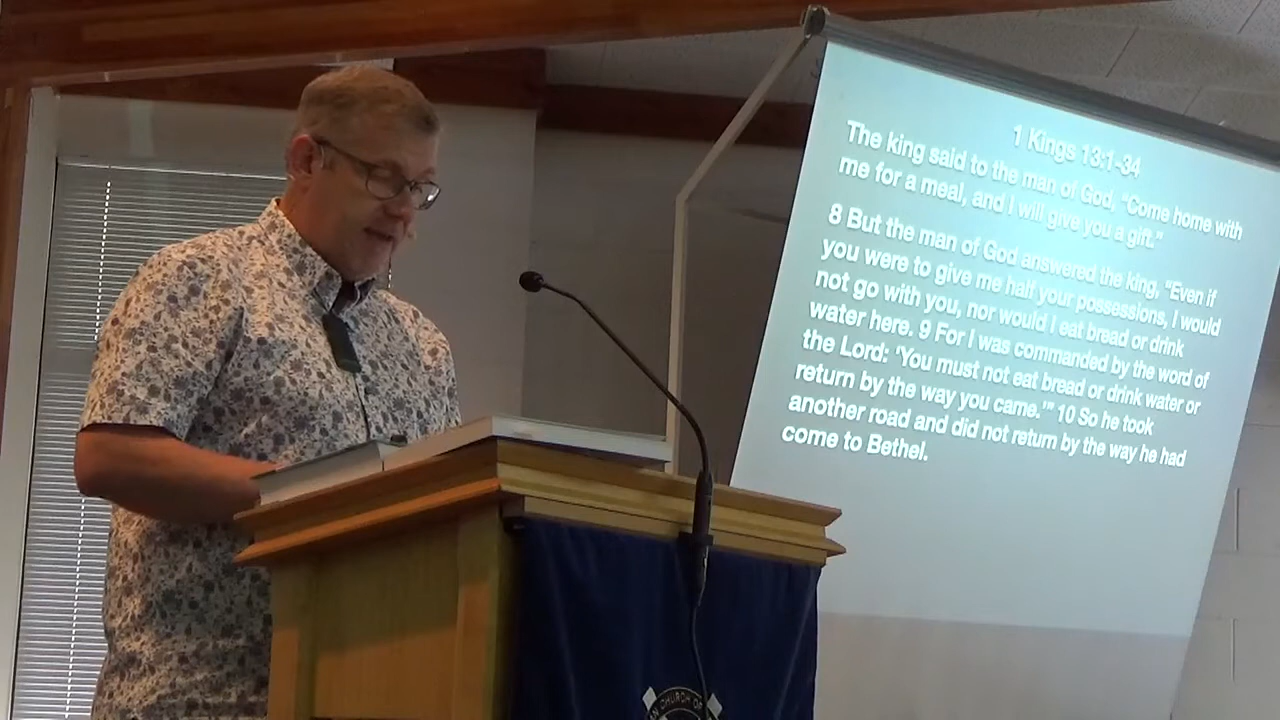 1 Kings 13:1-34
The king said to the man of God, “Come home with
me for a meal, and I will give you a gift.”
8 But the man of God answered the king, “Even if
you were to give me half your possessions, I would
not go with you, nor would I eat bread or drink
water here. 9 For I was commanded by the word of
the Lord: ‘You must not eat bread or drink water or
return by the way you came.’” 10 So he took
another road and did not return by the way he had
come to Bethel.
CHURCH OF